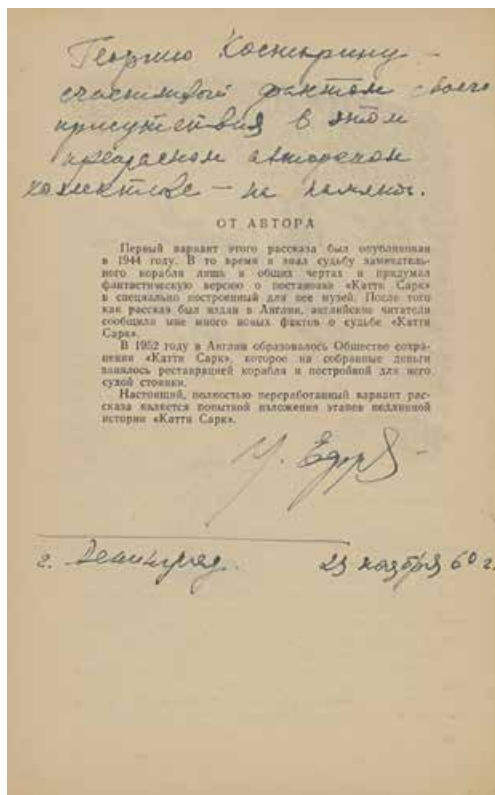 Георгию
счастливый фактом своего
присутствия в этом
прекрасном авторском
коллективе — на память.
ОТ АВТОРА
Первый вариант этого рассказа был опубликован
в 1944 году. В то время я знал судьбу замечатель-
ного корабля лишь в общих чертах и придумал
фантастическую версию о постановке «Катти Сарк»
в специально построенный для нее музей. После того
как рассказ был издан в Англии, английские читатели
сообщили мне много новых фактов о судьбе «Катти
Сарк».
В 1952 году в Англии образовалось Общество сохра-
нения «Катти Сарк», которое на собранные деньги
занялось реставрацией корабля и постройкой для него
сухой стоянки.
Настоящий, полностью переработанный вариант рас-
сказа является попыткой изложения этапов подлинной
истории «Катти Сарк».
г. Ленинград. 23 ноября 60 г.